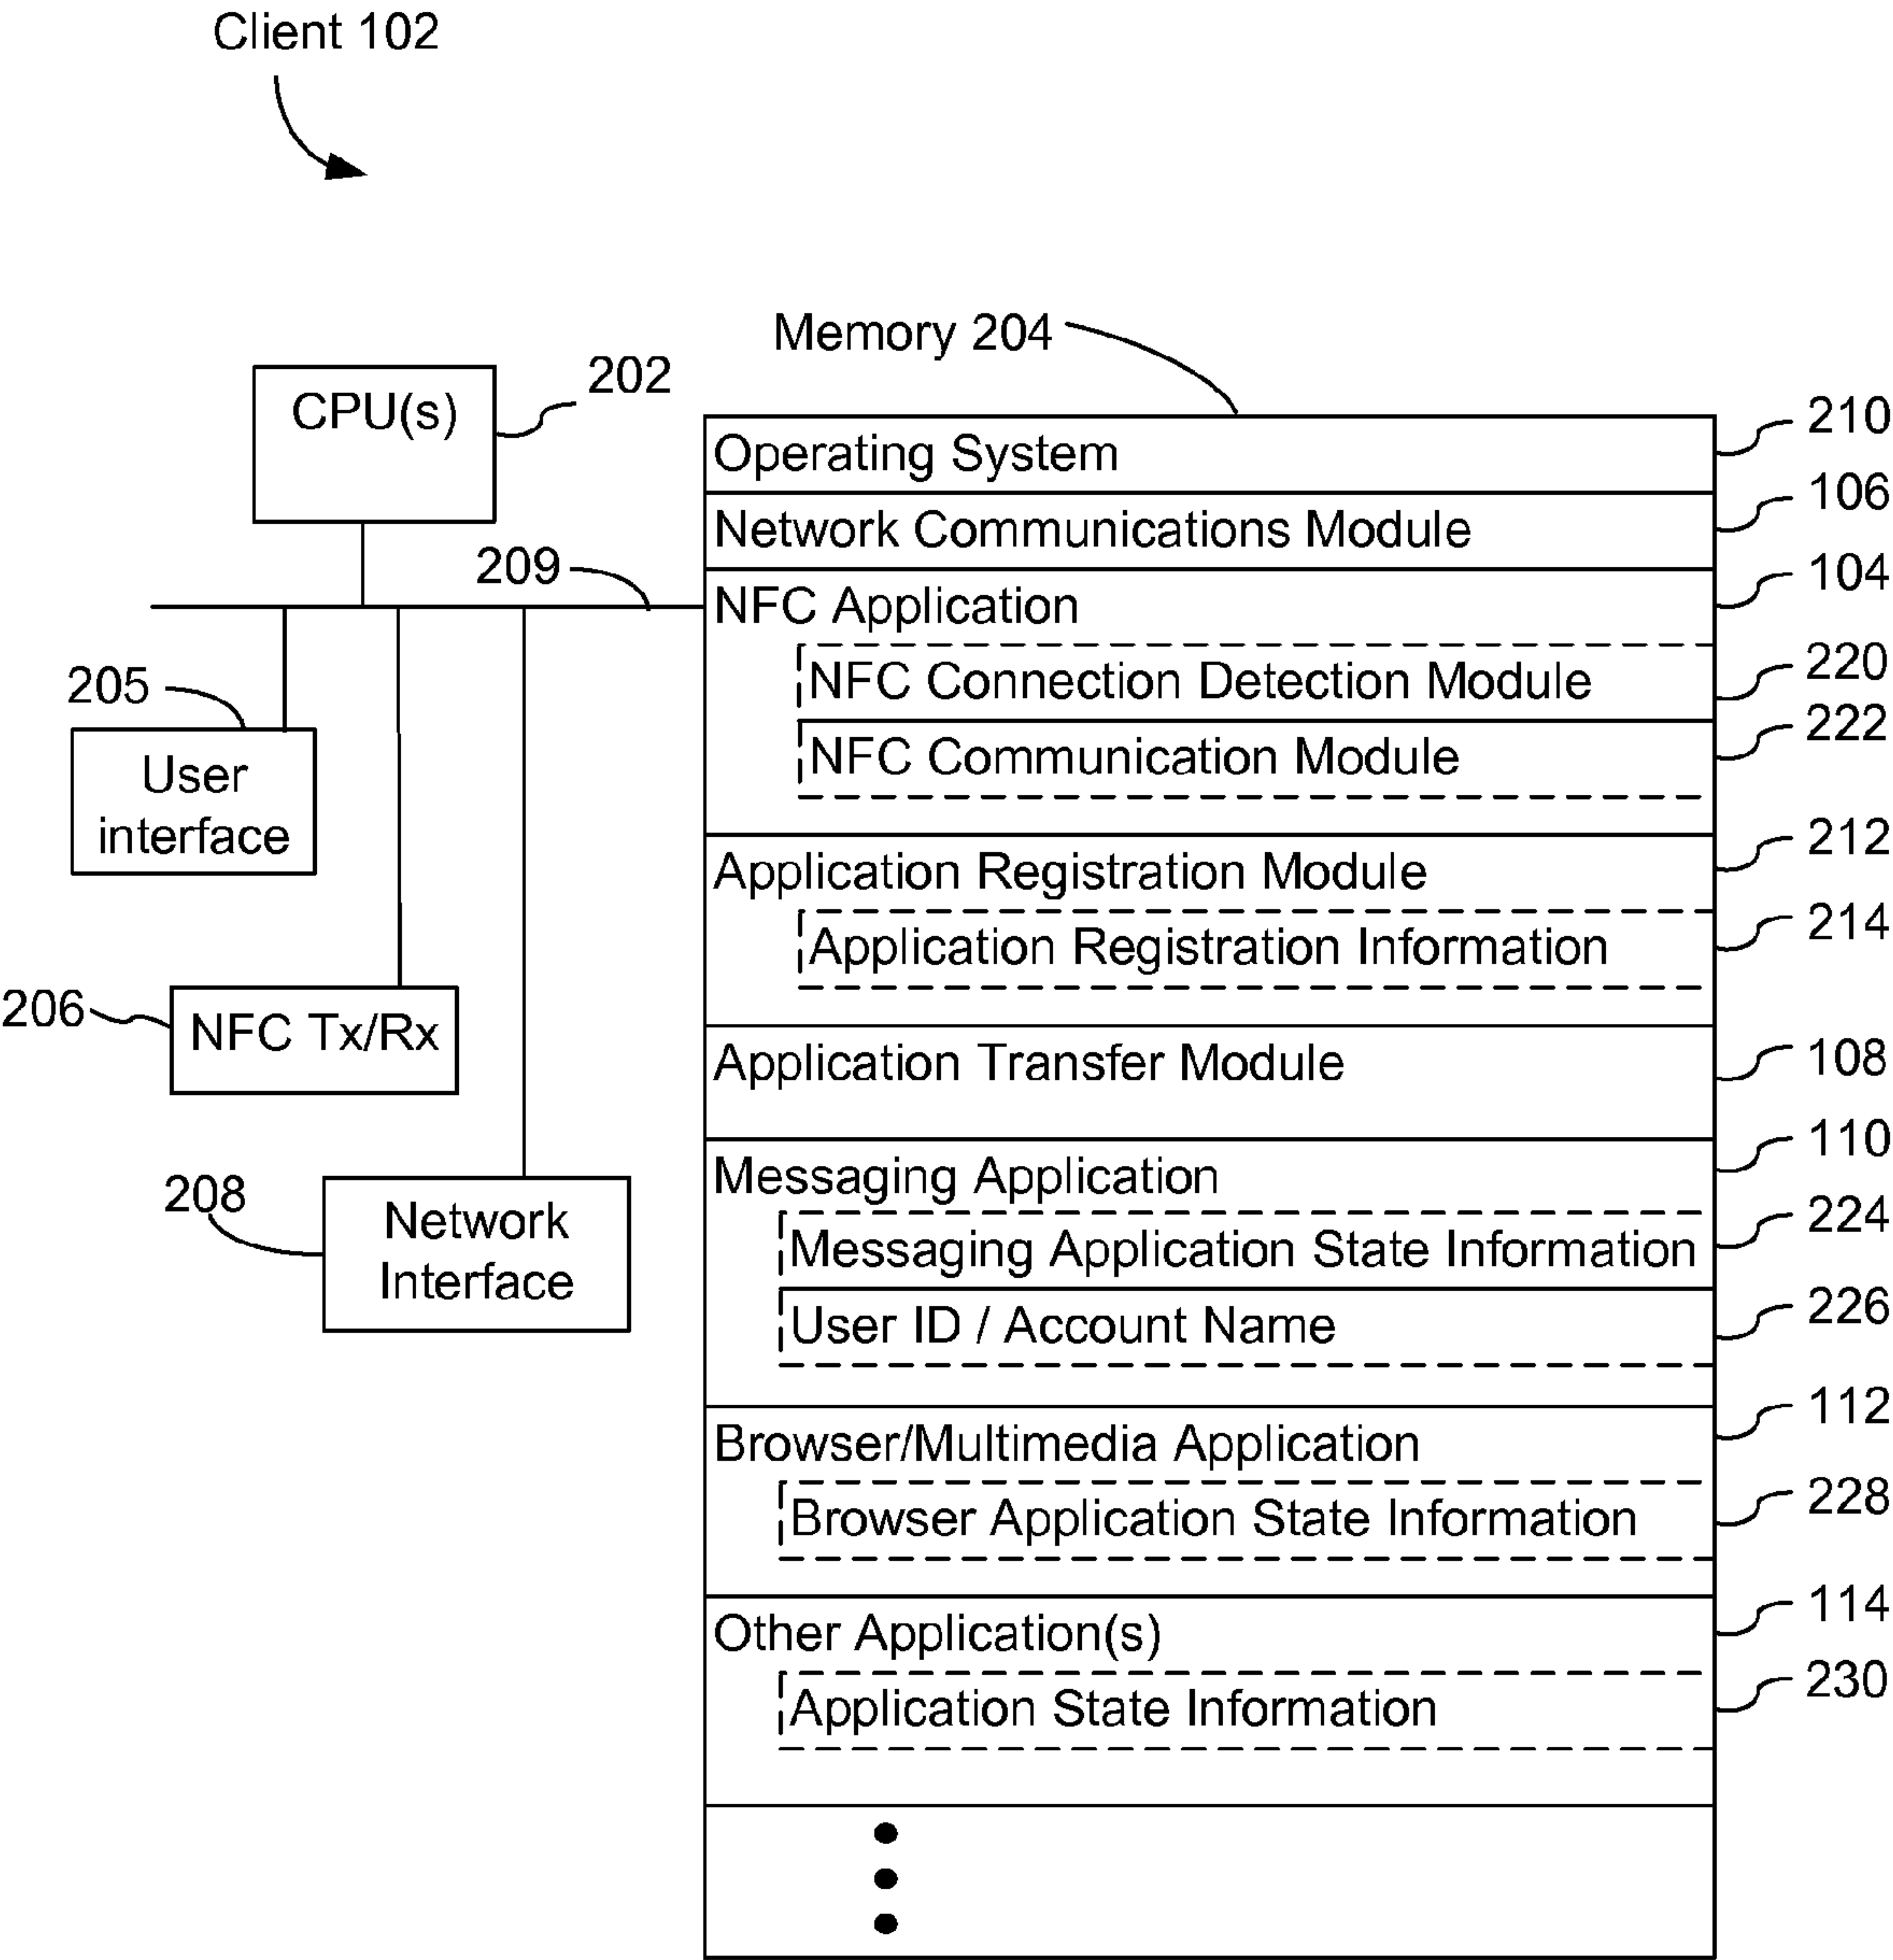 Client 102
Memory 204
CPU(s)
202
209
205
User
interface
206
NFC Tx/Rx
208
Network
Interface
Operating System
210
Network Communications Module
106
NFC Application
104
NFC Connection Detection Module
220
NFC Communication Module
222
Application Registration Module
212
Application Registration Information
214
Application Transfer Module
108
Messaging Application
110
Messaging Application State Information
224
User ID / Account Name
226
Browser/Multimedia Application
112
Browser Application State Information
228
Other Application(s)
114
Application State Information
230